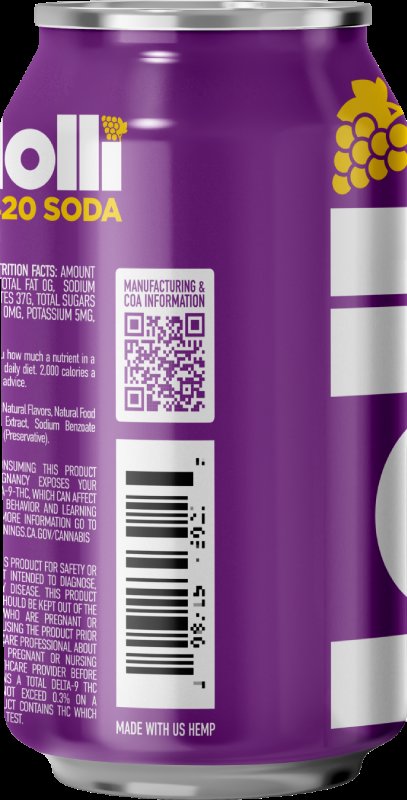 olli
20 SODA
TRITION FACTS: AMOUNT
TOTAL FAT 0G, SODIUM
TES 37G, TOTAL SUGARS
0MG, POTASSIUM 5MG,
u how much a nutrient in a
daily diet. 2,000 calories a
advice.
Natural Flavors, Natural Food
Extract, Sodium Benzoate
(Preservative).
NSUMING THIS PRODUCT
GNANCY EXPOSES YOUR
A-9-THC, WHICH CAN AFFECT
BEHAVIOR AND LEARNING
MORE INFORMATION GO TO
NINGS.CA.GOV/CANNABIS
S PRODUCT FOR SAFETY OR
T INTENDED TO DIAGNOSE,
Y DISEASE. THIS PRODUCT
HOULD BE KEPT OUT OF THE
WHO ARE PREGNANT OR
USING THE PRODUCT PRIOR
CARE PROFESSIONAL ABOUT
PREGNANT OR NURSING
HCARE PROVIDER BEFORE
NS A TOTAL DELTA-9 THC
NOT EXCEED 0.3% ON A
UCT CONTAINS THC WHICH
TEST.
MANUFACTURING &
COA INFORMATION
MADE WITH US HEMP